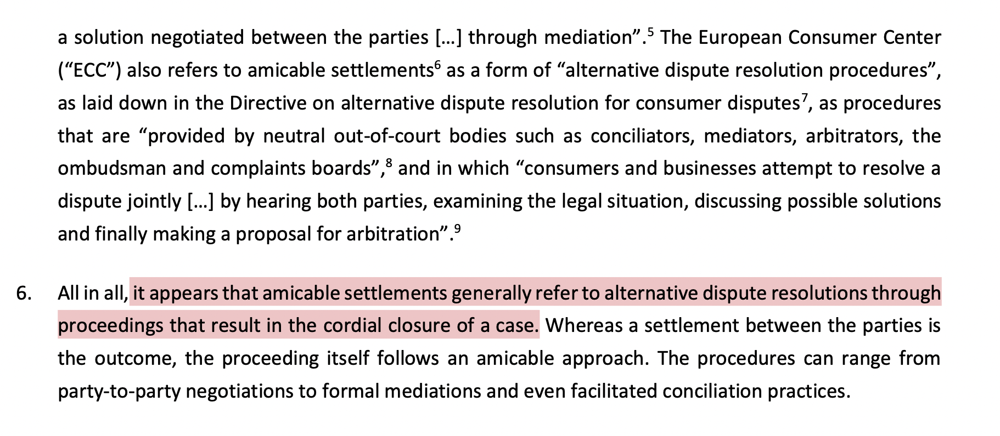 a solution negotiated between the parties […] through mediation”.⁵ The European Consumer Center
(“ECC”) also refers to amicable settlements⁶ as a form of “alternative dispute resolution procedures”,
as laid down in the Directive on alternative dispute resolution for consumer disputes⁷, as procedures
that are “provided by neutral out-of-court bodies such as conciliators, mediators, arbitrators, the
ombudsman and complaints boards”,⁸ and in which “consumers and businesses attempt to resolve a
dispute jointly […] by hearing both parties, examining the legal situation, discussing possible solutions
and finally making a proposal for arbitration”.⁹
6. All in all, it appears that amicable settlements generally refer to alternative dispute resolutions through
proceedings that result in the cordial closure of a case. Whereas a settlement between the parties is
the outcome, the proceeding itself follows an amicable approach. The procedures can range from
party-to-party negotiations to formal mediations and even facilitated conciliation practices.